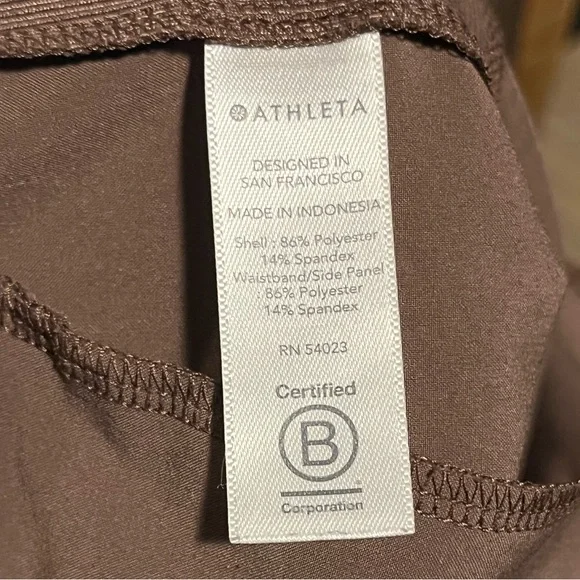 ATHLETA
DESIGNED IN
SAN FRANCISCO
MADE IN INDONESIA
Shell : 86% Polyester
14% Spandex
Waistband/Side Panel
: 86% Polyester
14% Spandex
RN 54023
Certified
B
Corporation